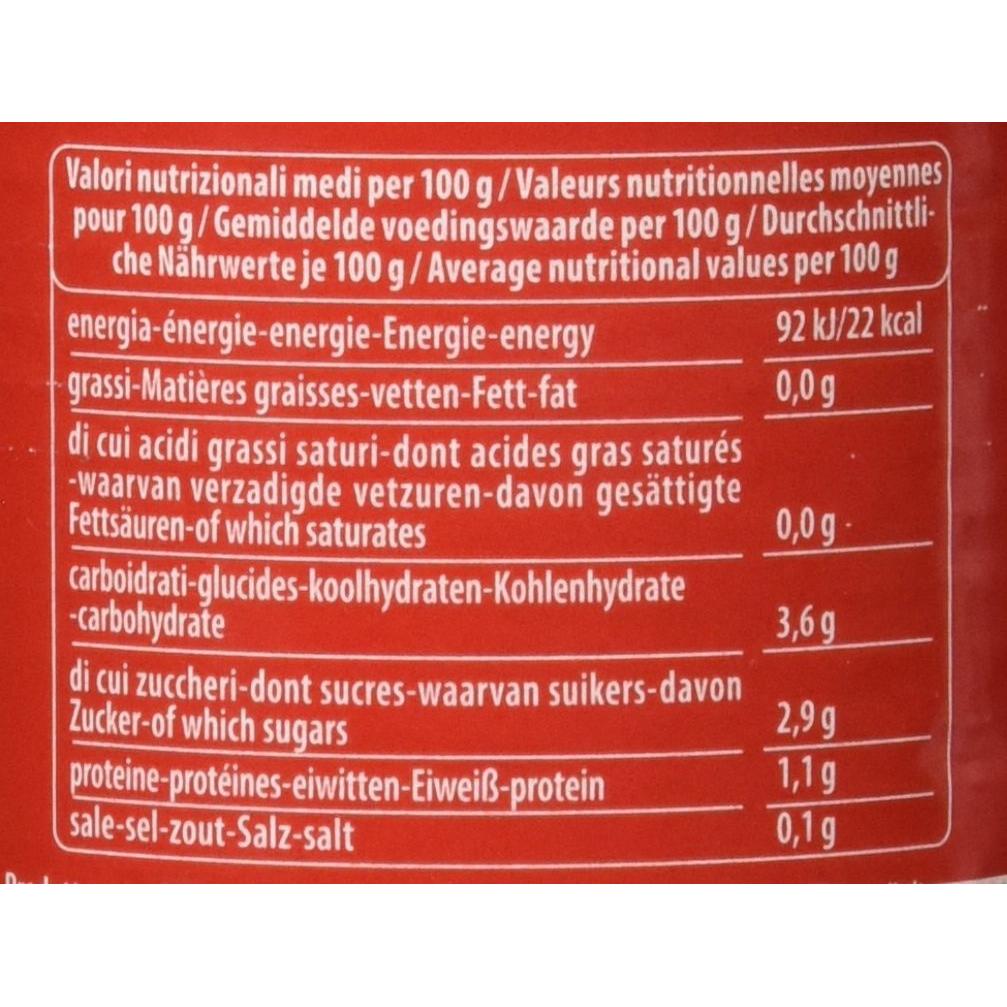 Valori nutrizionali medi per 100 g / Valeurs nutritionnelles moyennes
pour 100 g / Gemiddelde voedingswaarde per 100 g / Durchschnittli-
che Nährwerte je 100 g / Average nutritional values per 100 g
energia-énergie-energie-Energie-energy 92 kJ/22 kcal
grassi-Matières graisses-vetten-Fett-fat 0,0 g
di cui acidi grassi saturi-dont acides gras saturés
-waarvan verzadigde vetzuren-davon gesättigte
Fettsäuren-of which saturates 0,0 g
carboidrati-glucides-koolhydraten-Kohlenhydrate
-carbohydrate 3,6 g
di cui zuccheri-dont sucres-waarvan suikers-davon
Zucker-of which sugars 2,9 g
proteine-protéines-eiwitten-Eiweiß-protein 1,1 g
sale-sel-zout-Salz-salt 0,1 g